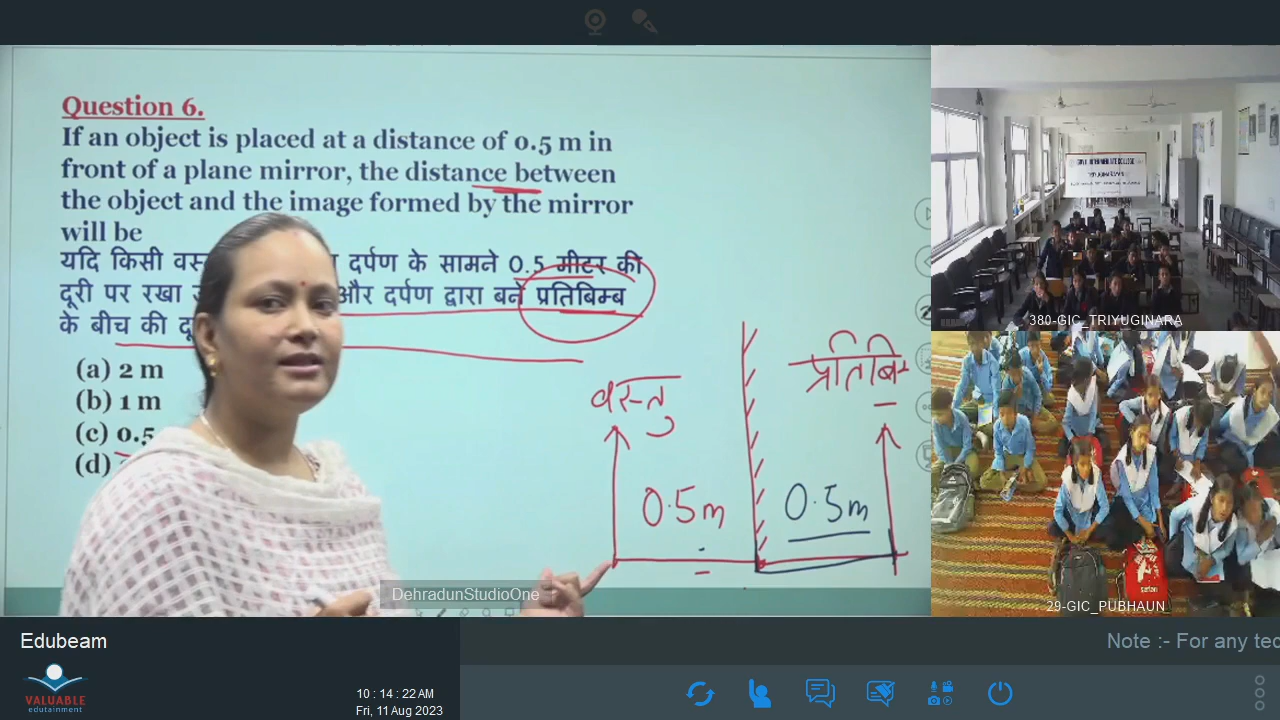 Question 6.
If an object is placed at a distance of 0.5 m in
front of a plane mirror, the distance between
the object and the image formed by the mirror
will be
यदि किसी दर्पण के सामने 0.5 मीटर की
दूरी पर रखा और दर्पण द्वारा बने प्रतिबिम्ब
के बीच की
(a) 2 m
(b) 1 m
(c) 0.5
(d)
वस्तु
0.5m
0.5m
380-GIC_TRIYUGINARA
29-GIC_PUBHAUN
DehradunStudioOne
Edubeam
Note :- For any tec
VALUABLE
edutainment
10 : 14 : 22 AM
Fri, 11 Aug 2023